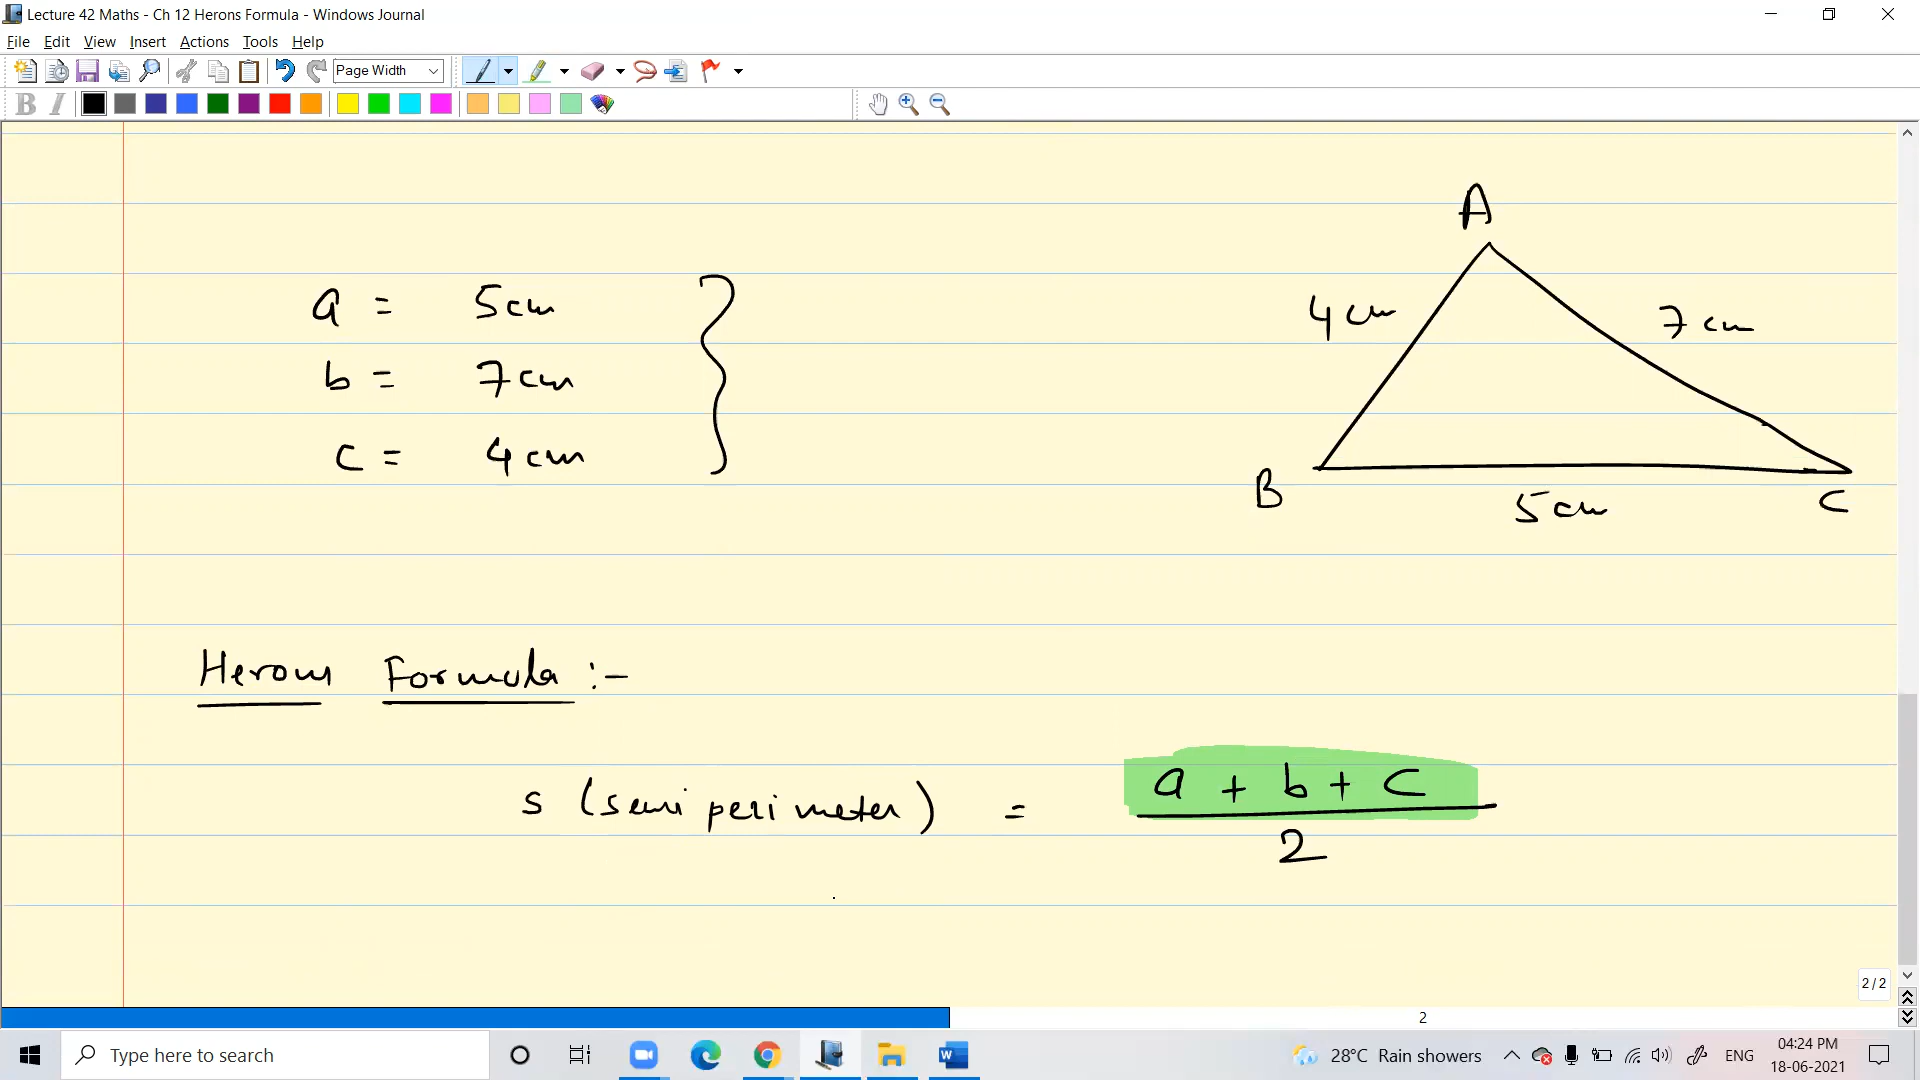 Lecture 42 Maths - Ch 12 Herons Formula - Windows Journal
File Edit View Insert Actions Tools Help
Page Width
B I
A
a = 5cm
4cm
7cm
b = 7cm
c = 4cm
B
5cm
C
Herons Formula :-
s (semi perimeter) = a + b + c
2
2 / 2
2
Type here to search
28°C Rain showers
ENG
04:24 PM
18-06-2021